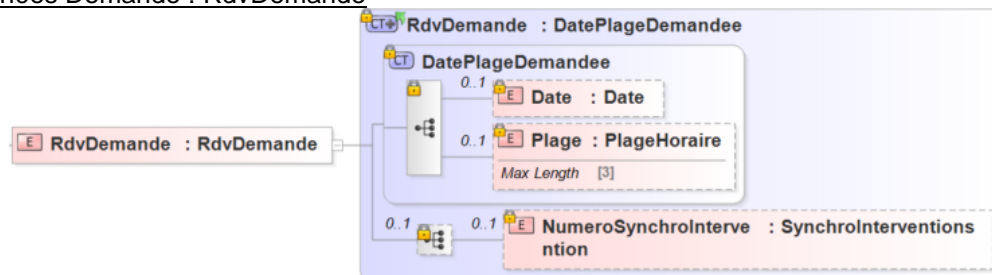 RdvDemande
RdvDemande : DatePlageDemandee
DatePlageDemandee
0..1
E Date : Date
RdvDemande : RdvDemande
0..1
E Plage : PlageHoraire
Max Length [3]
0..1
0..1
E NumeroSynchroInterve : SynchroInterventions
ntion